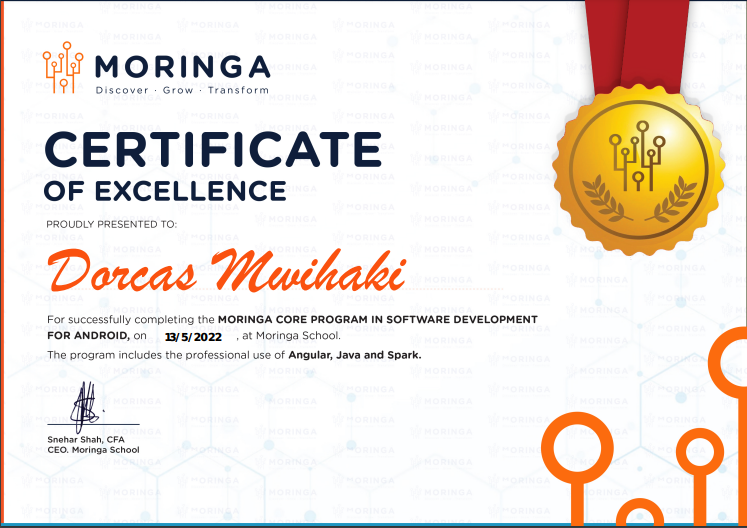 MORINGA
Discover · Grow · Transform
CERTIFICATE
OF EXCELLENCE
PROUDLY PRESENTED TO:
Dorcas Mwihaki
For successfully completing the MORINGA CORE PROGRAM IN SOFTWARE DEVELOPMENT
FOR ANDROID, on 13/5/2022 , at Moringa School.
The program includes the professional use of Angular, Java and Spark.
Snehar Shah, CFA
CEO. Moringa School